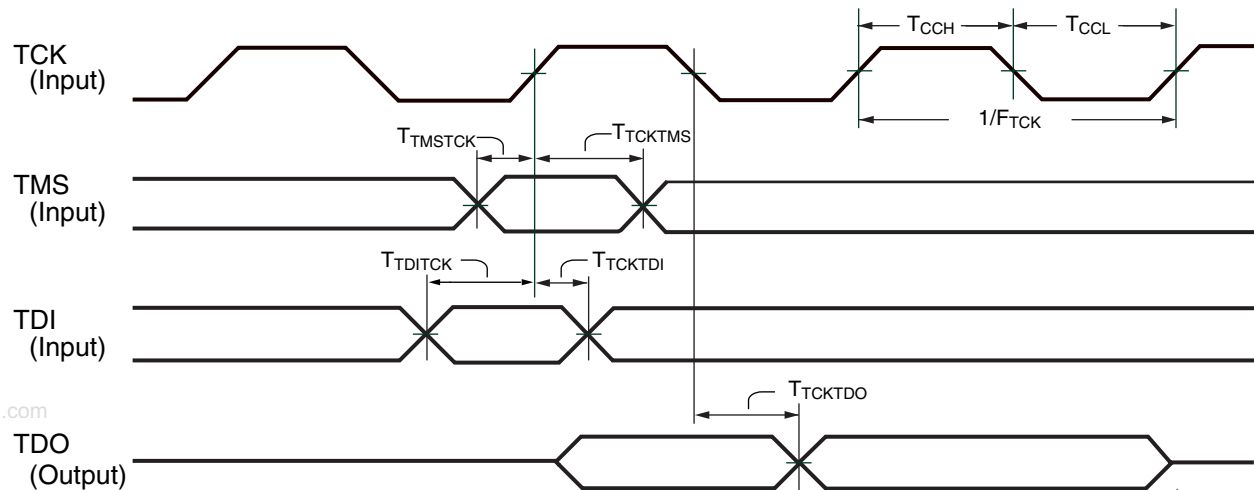 TCK
(Input)
TCCH
TCCL
1/FTCK
TTMSTCK
TTCKTMS
TMS
(Input)
TTDITCK
TTCKTDI
TDI
(Input)
TTCKTDO
.com
TDO
(Output)